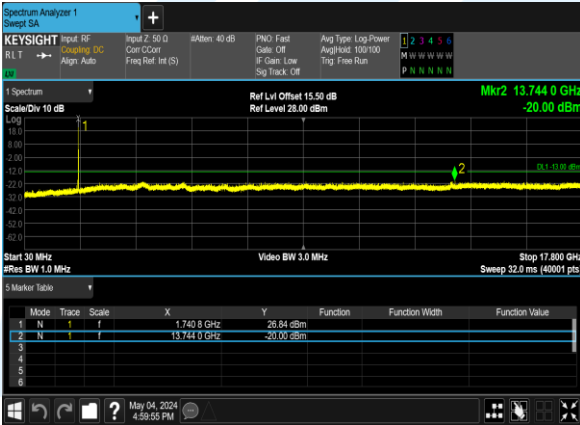 Spectrum Analyzer 1
Swept SA
+
KEYSIGHT Input: RF Input Z: 50 Ω #Atten: 40 dB PNO: Fast Avg Type: Log-Power 1 2 3 4 5 6
RLT Coupling: DC Corr CCorr Gate: Off Avg|Hold: 100/100 M W W W W W
Align: Auto Freq Ref: Int (S) IF Gain: Low Trig: Free Run
Sig Track: Off P N N N N N
1 Spectrum
Ref Lvl Offset 15.50 dB Mkr2 13.744 0 GHz
Scale/Div 10 dB Ref Level 28.00 dBm -20.00 dBm
Log
1
18.0
8.00
-2.00
-12.0 2 DL1 -13.00 dBm
-22.0
-32.0
-42.0
-52.0
-62.0
Start 30 MHz Video BW 3.0 MHz Stop 17.800 GHz
#Res BW 1.0 MHz Sweep 32.0 ms (40001 pts
5 Marker Table
Mode Trace Scale X Y Function Function Width Function Value
1 N 1 f 1.740 8 GHz 26.84 dBm
2 N 1 f 13.744 0 GHz -20.00 dBm
3
4
5
6
? May 04, 2024
4:59:55 PM